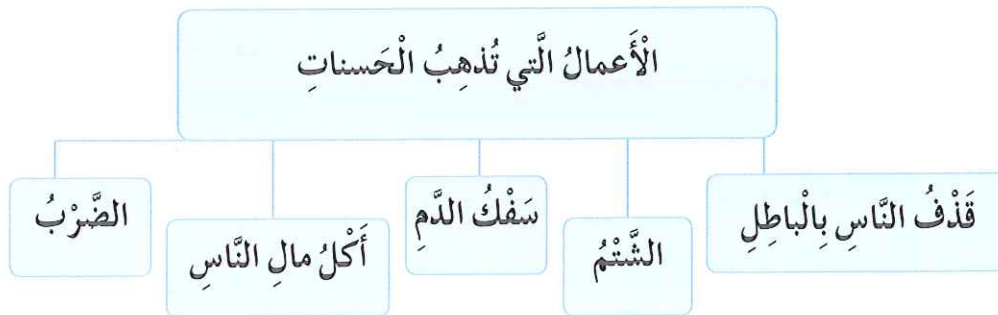 الْأَعمالُ الَّتي تُذهِبُ الْحَسناتِ
قَذْفُ النَّاسِ بِالْباطِلِ
الشَّتْمُ
سَفْكُ الدَّمِ
أَكْلُ مالِ النَّاسِ
الضَّرْبُ